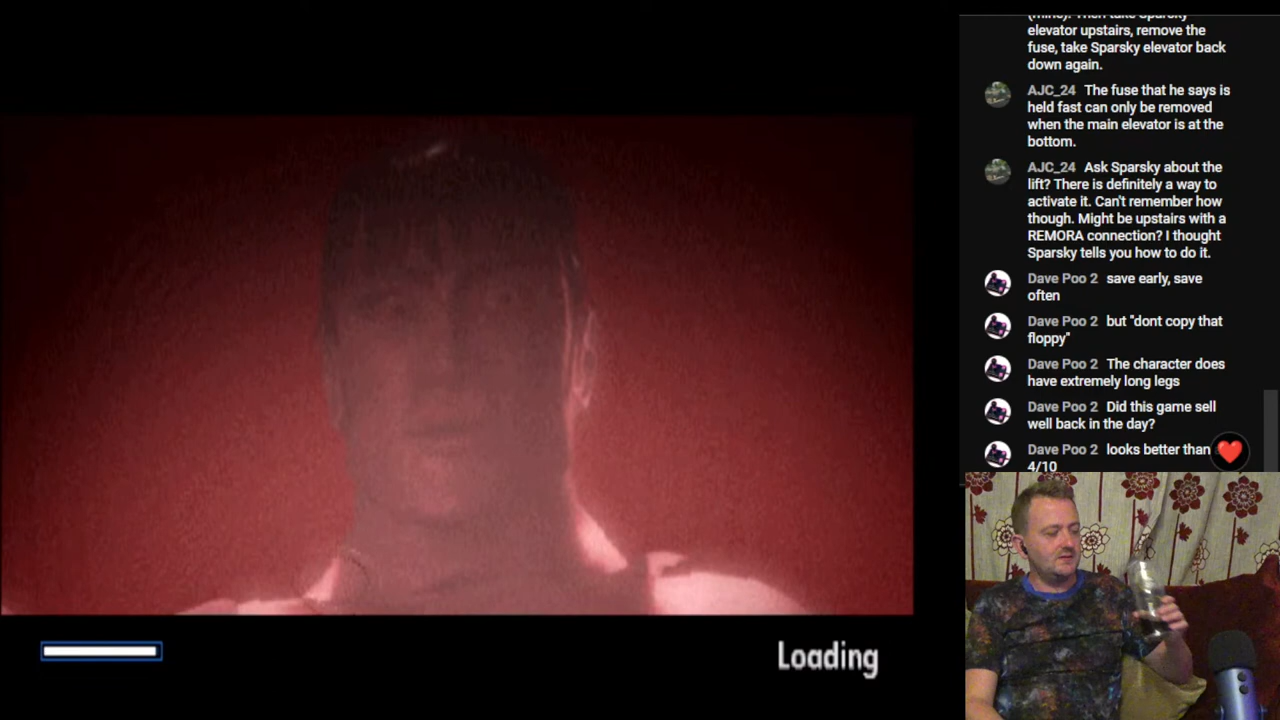 (mine). Then take Sparsky
elevator upstairs, remove the
fuse, take Sparsky elevator back
down again.
AJC_24 The fuse that he says is
held fast can only be removed
when the main elevator is at the
bottom.
AJC_24 Ask Sparsky about the
lift? There is definitely a way to
activate it. Can't remember how
though. Might be upstairs with a
REMORA connection? I thought
Sparsky tells you how to do it.
Dave Poo 2 save early, save
often
Dave Poo 2 but "dont copy that
floppy"
Dave Poo 2 The character does
have extremely long legs
Dave Poo 2 Did this game sell
well back in the day?
Dave Poo 2 looks better than
4/10
Loading